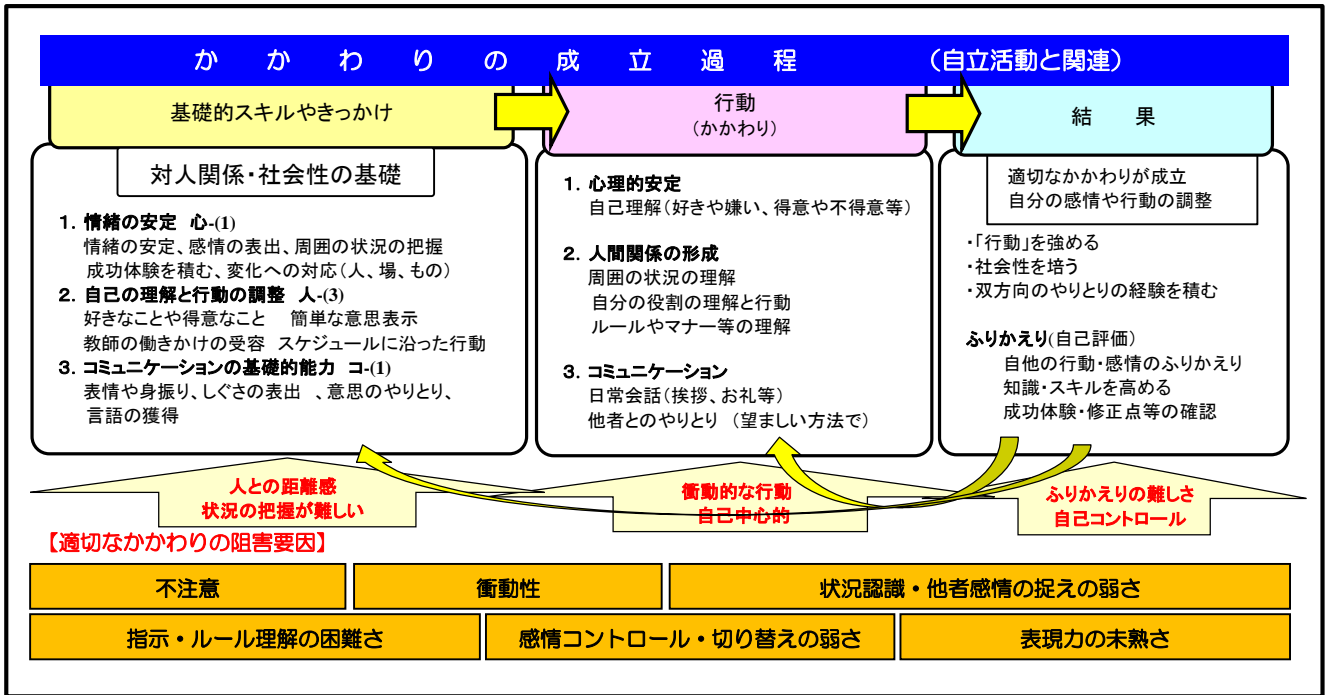 かかわりの成立過程 （自立活動と関連）
基礎的スキルやきっかけ
対人関係・社会性の基礎
1. 情緒の安定 心-(1)
情緒の安定、感情の表出、周囲の状況の把握
成功体験を積む、変化への対応（人、場、もの）
2. 自己の理解と行動の調整 人-(3)
好きなことや得意なこと 簡単な意思表示
教師の働きかけの受容 スケジュールに沿った行動
3. コミュニケーションの基礎的能力 コ-(1)
表情や身振り、しぐさの表出 、意思のやりとり、
言語の獲得
行動
（かかわり）
1. 心理的安定
自己理解（好きや嫌い、得意や不得意等）
2. 人間関係の形成
周囲の状況の理解
自分の役割の理解と行動
ルールやマナー等の理解
3. コミュニケーション
日常会話（挨拶、お礼等）
他者とのやりとり （望ましい方法で）
結 果
適切なかかわりが成立
自分の感情や行動の調整
・「行動」を強める
・社会性を培う
・双方向のやりとりの経験を積む
ふりかえり(自己評価）
自他の行動・感情のふりかえり
知識・スキルを高める
成功体験・修正点等の確認
人との距離感
状況の把握が難しい
衝動的な行動
自己中心的
ふりかえりの難しさ
自己コントロール
【適切なかかわりの阻害要因】
不注意
衝動性
状況認識・他者感情の捉えの弱さ
指示・ルール理解の困難さ
感情コントロール・切り替えの弱さ
表現力の未熟さ